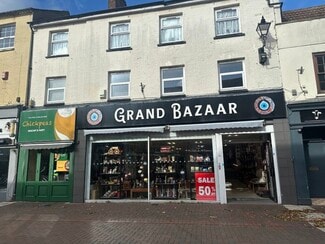 Chickpeas
GRAND BAZAAR
SALE
50%